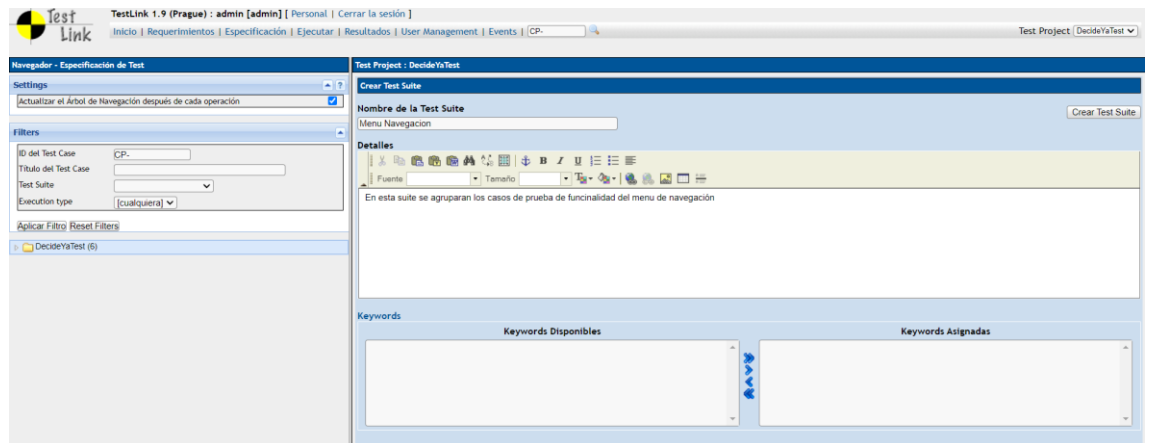 Test Link
TestLink 1.9 (Prague) : admin [admin] [ Personal | Cerrar la sesión ]
Inicio | Requerimientos | Especificación | Ejecutar | Resultados | User Management | Events | CP-
Test Project DecideYaTest
Navegador - Especificación de Test
Settings
?
Actualizar el Árbol de Navegación después de cada operación
Filters
ID del Test Case CP-
Título del Test Case
Test Suite
Execution type [cualquiera]
Aplicar Filtro Reset Filters
DecideYaTest (6)
Test Project : DecideYaTest
Crear Test Suite
Nombre de la Test Suite
Crear Test Suite
Menu Navegacion
Detalles
B I U
Fuente Tamaño
En esta suite se agruparan los casos de prueba de funcinalidad del menu de navegación
Keywords
Keywords Disponibles Keywords Asignadas